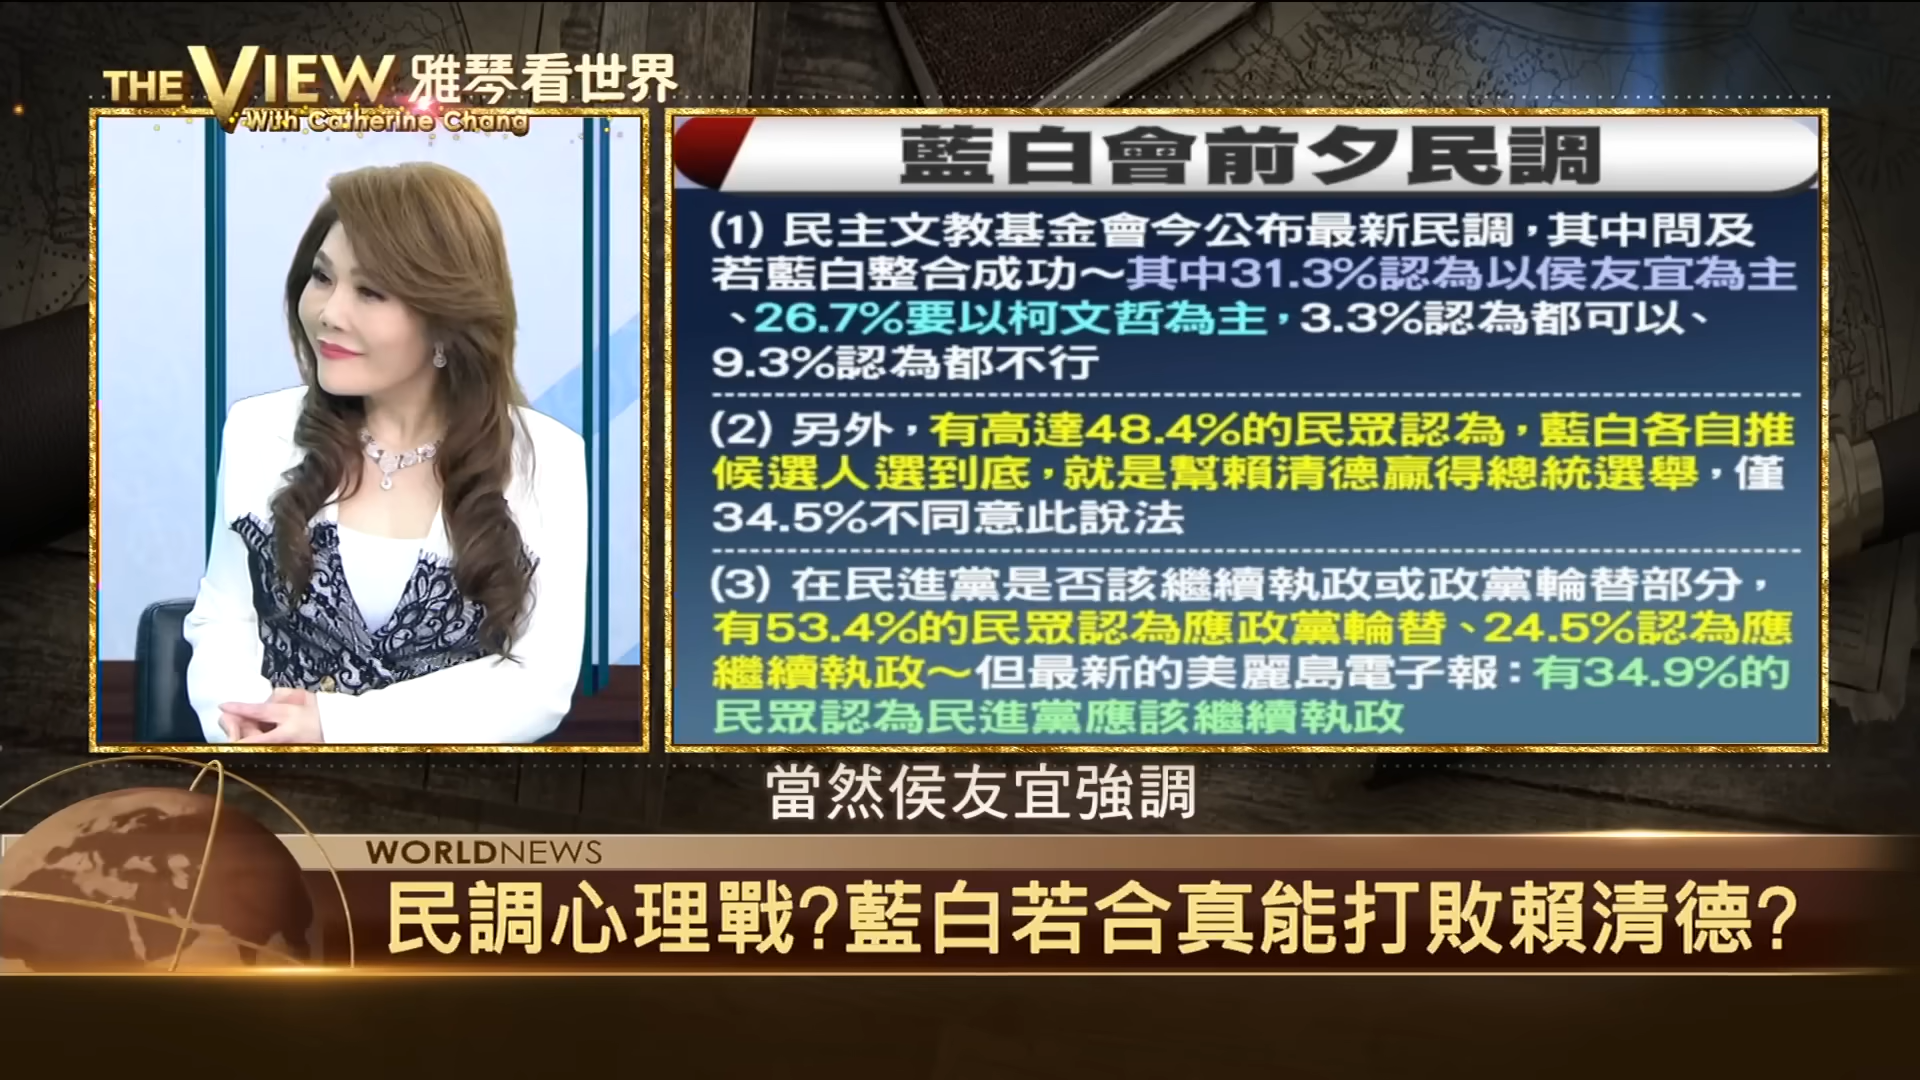 THE VIEW 雅琴看世界
With Catherine Chang
藍白會前夕民調
(1) 民主文教基金會今公布最新民調，其中問及
若藍白整合成功～其中31.3%認為以侯友宜為主
、26.7%要以柯文哲為主，3.3%認為都可以、
9.3%認為都不行
(2) 另外，有高達48.4%的民眾認為，藍白各自推
候選人選到底，就是幫賴清德贏得總統選舉，僅
34.5%不同意此說法
(3) 在民進黨是否該繼續執政或政黨輪替部分，
有53.4%的民眾認為應政黨輪替、24.5%認為應
繼續執政～但最新的美麗島電子報：有34.9%的
民眾認為民進黨應該繼續執政
當然侯友宜強調
WORLDNEWS
民調心理戰?藍白若合真能打敗賴清德?